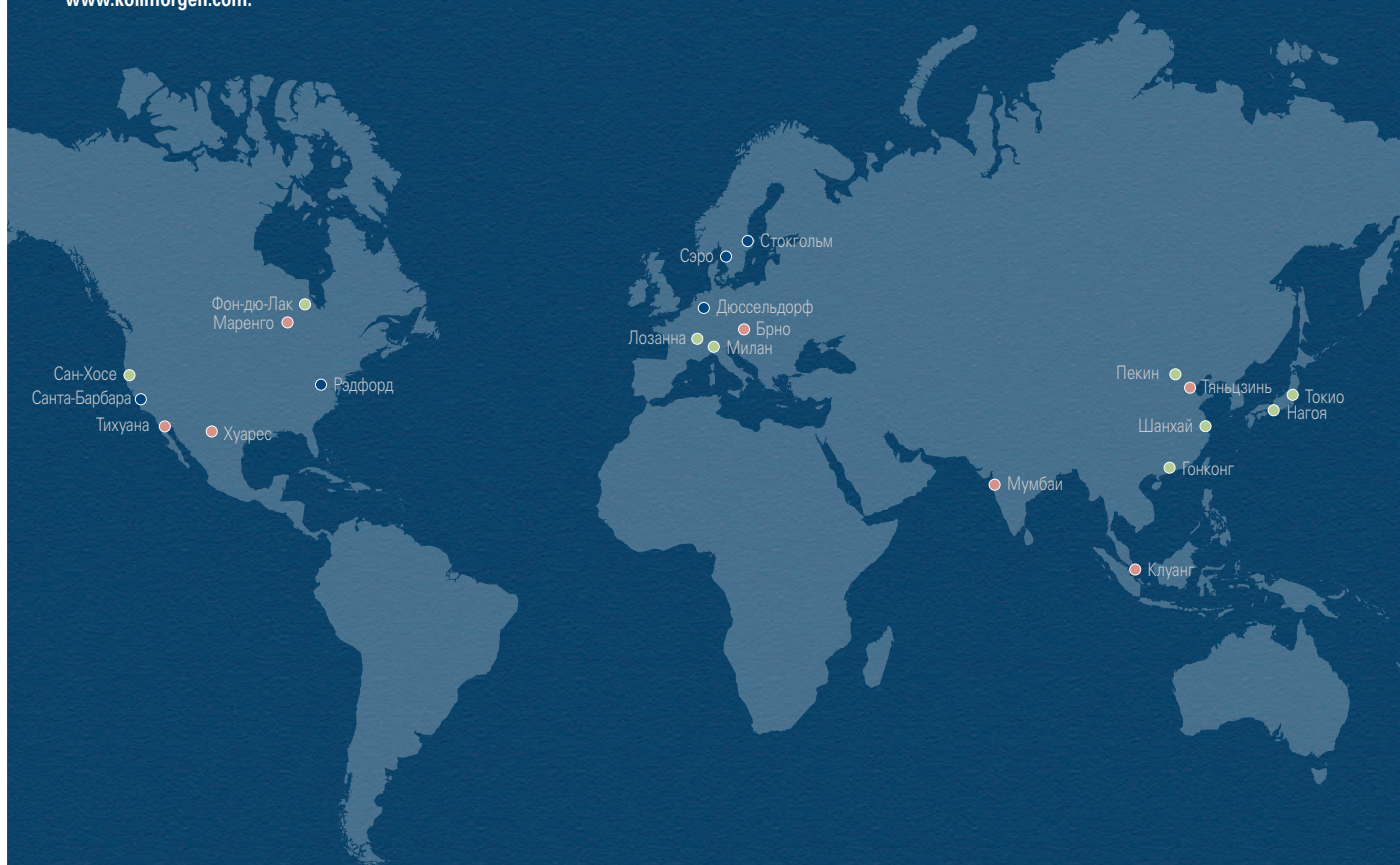 www.kollmorgen.com.
Стокгольм
Сэро
Фон-дю-Лак
Маренго
Дюссельдорф
Брно
Лозанна
Милан
Сан-Хосе
Рэдфорд
Санта-Барбара
Пекин
Тяньцзинь
Токио
Нагоя
Тихуана
Хуарес
Шанхай
Гонконг
Мумбаи
Клуанг